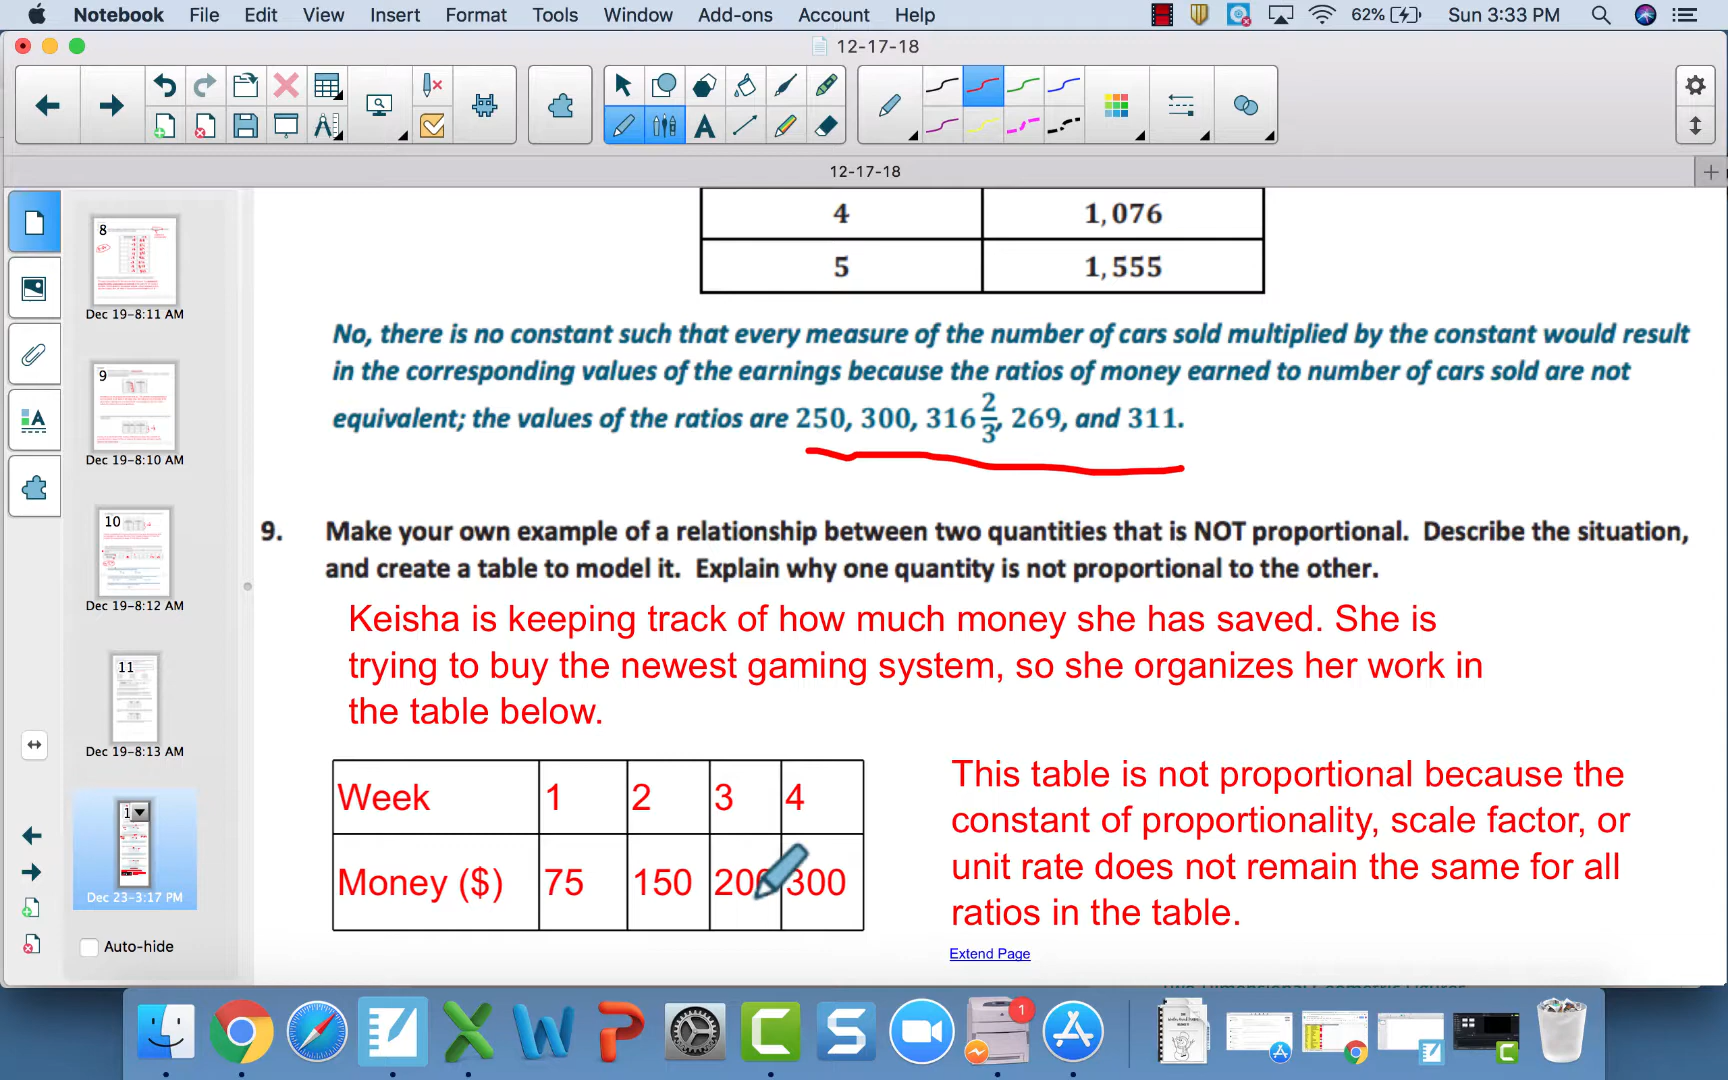 Notebook File Edit View Insert Format Tools Window Add-ons Account Help 62% Sun 3:33 PM
12-17-18
12-17-18
4 1,076
5 1,555
No, there is no constant such that every measure of the number of cars sold multiplied by the constant would result
in the corresponding values of the earnings because the ratios of money earned to number of cars sold are not
equivalent; the values of the ratios are 250, 300, 316 2/3, 269, and 311.
9. Make your own example of a relationship between two quantities that is NOT proportional. Describe the situation,
and create a table to model it. Explain why one quantity is not proportional to the other.
Keisha is keeping track of how much money she has saved. She is
trying to buy the newest gaming system, so she organizes her work in
the table below.
Week 1 2 3 4
Money ($) 75 150 200 300
This table is not proportional because the
constant of proportionality, scale factor, or
unit rate does not remain the same for all
ratios in the table.
Extend Page
8
Dec 19-8:11 AM
9
Dec 19-8:10 AM
10
Dec 19-8:12 AM
11
Dec 19-8:13 AM
1
Dec 23-3:17 PM
Auto-hide
1